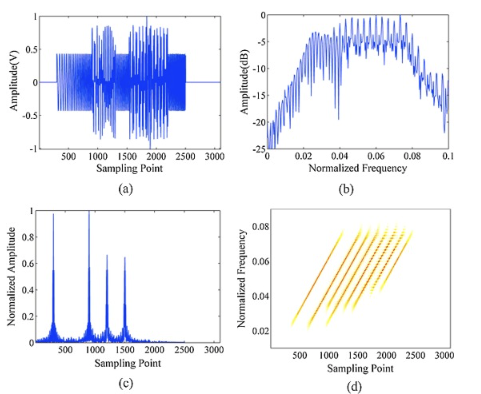 1
0.5
0
-0.5
-1
500 1000 1500 2000 2500 3000
Amplitude(V)
Sampling Point
(a)
0
-5
-10
-15
-20
-25
0 0.02 0.04 0.06 0.08 0.1
Amplitude(dB)
Normalized Frequency
(b)
1
0.8
0.6
0.4
0.2
0
500 1000 1500 2000 2500 3000
Normalized Amplitude
Sampling Point
(c)
0.08
0.06
0.04
0.02
500 1000 1500 2000 2500 3000
Normalized Frequency
Sampling Point
(d)